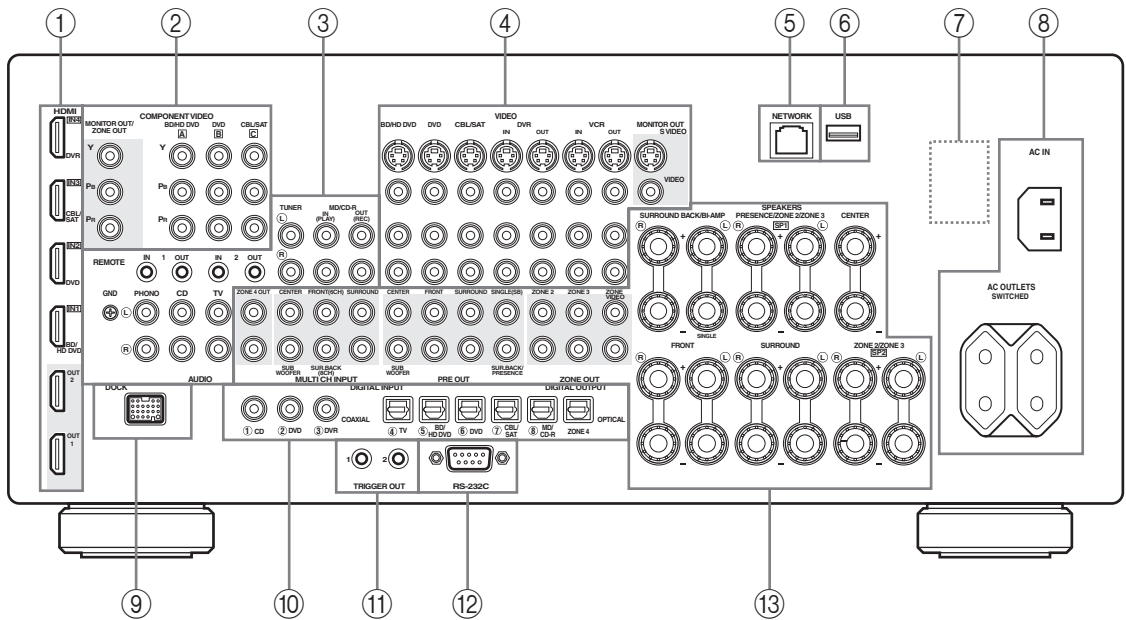 1 2 3 4 5 6 7 8
HDMI
IN4
DVR
IN3
CBL/
SAT
IN2
DVD
IN1
BD/
HD DVD
OUT
2
OUT
1
COMPONENT VIDEO
MONITOR OUT/
ZONE OUT
BD/HD DVD DVD CBL/SAT
A B C
Y Y
PB PB
PR PR
REMOTE IN 1 OUT IN 2 OUT
GND PHONO CD TV
L
R
AUDIO
TUNER MD/CD-R
IN
(PLAY)
OUT
(REC)
L
R
VIDEO
BD/HD DVD DVD CBL/SAT DVR VCR MONITOR OUT
IN OUT IN OUT S VIDEO
VIDEO
ZONE 4 OUT CENTER FRONT(6CH) SURROUND CENTER FRONT SURROUND SINGLE(SB) ZONE 2 ZONE 3 ZONE
VIDEO
SUB
WOOFER
SUR.BACK
(8CH)
SUB
WOOFER
SUR.BACK/
PRESENCE
MULTI CH INPUT PRE OUT ZONE OUT
NETWORK
USB
SPEAKERS
SURROUND BACK/BI-AMP PRESENCE/ZONE 2/ZONE 3 CENTER
R L R SP1 L
+ + +
– – –
SINGLE
FRONT SURROUND ZONE 2/ZONE 3
SP2
R L R L R L
+ + +
– – –
AC IN
AC OUTLETS
SWITCHED
DOCK
DIGITAL INPUT DIGITAL OUTPUT
COAXIAL OPTICAL
1 CD 2 DVD 3 DVR 4 TV 5 BD/
HD DVD 6 DVD 7 CBL/
SAT 8 MD/
CD-R ZONE 4
1 2
TRIGGER OUT
RS-232C
9 10 11 12 13